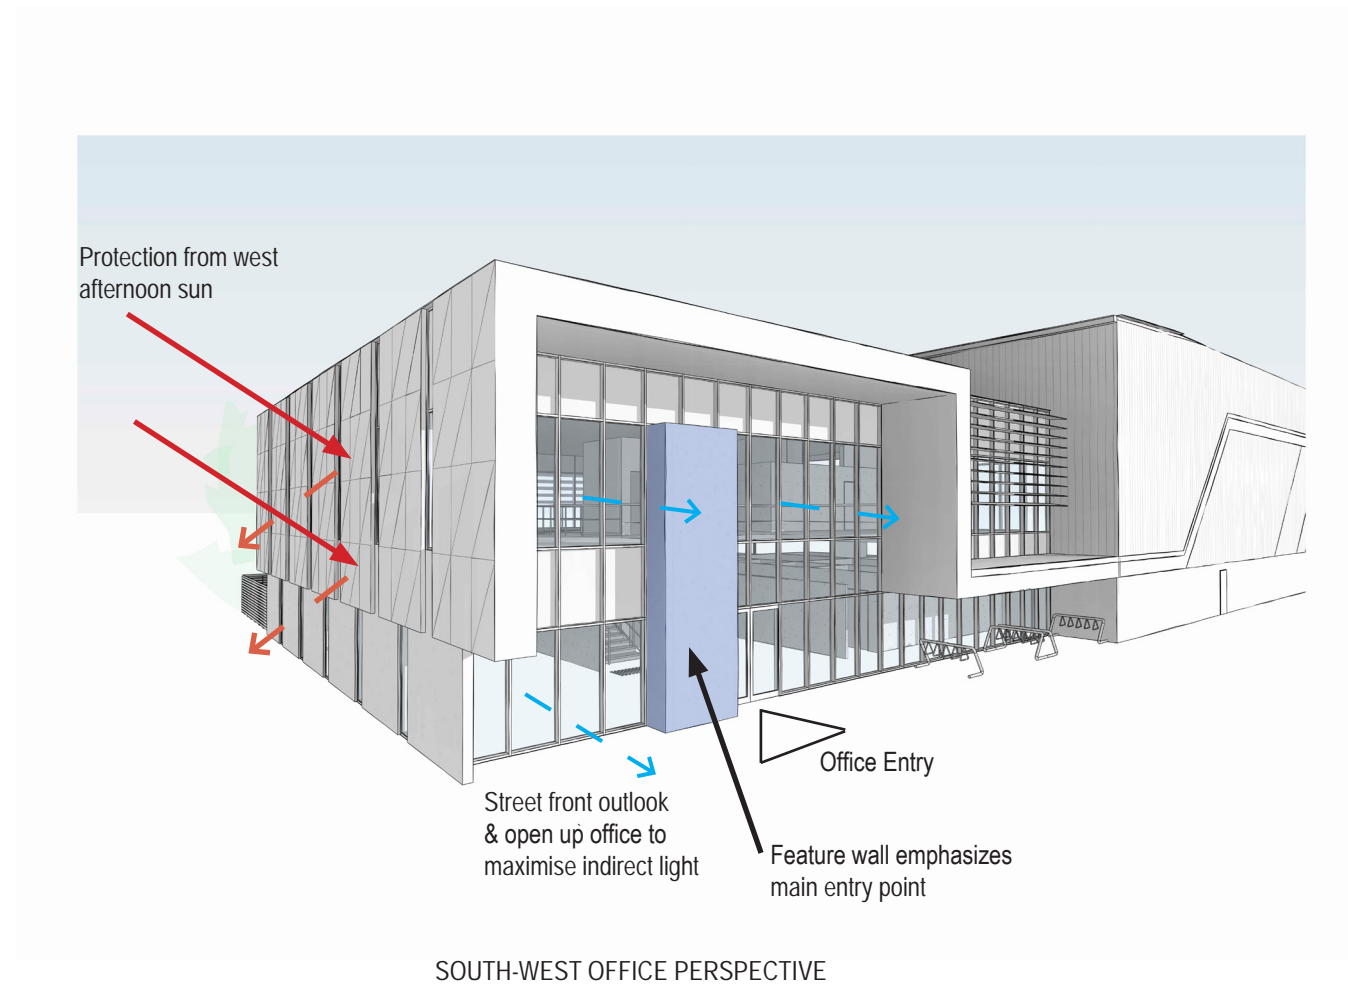 Protection from west
afternoon sun
Office Entry
Street front outlook
& open up office to
maximise indirect light
Feature wall emphasizes
main entry point
SOUTH-WEST OFFICE PERSPECTIVE